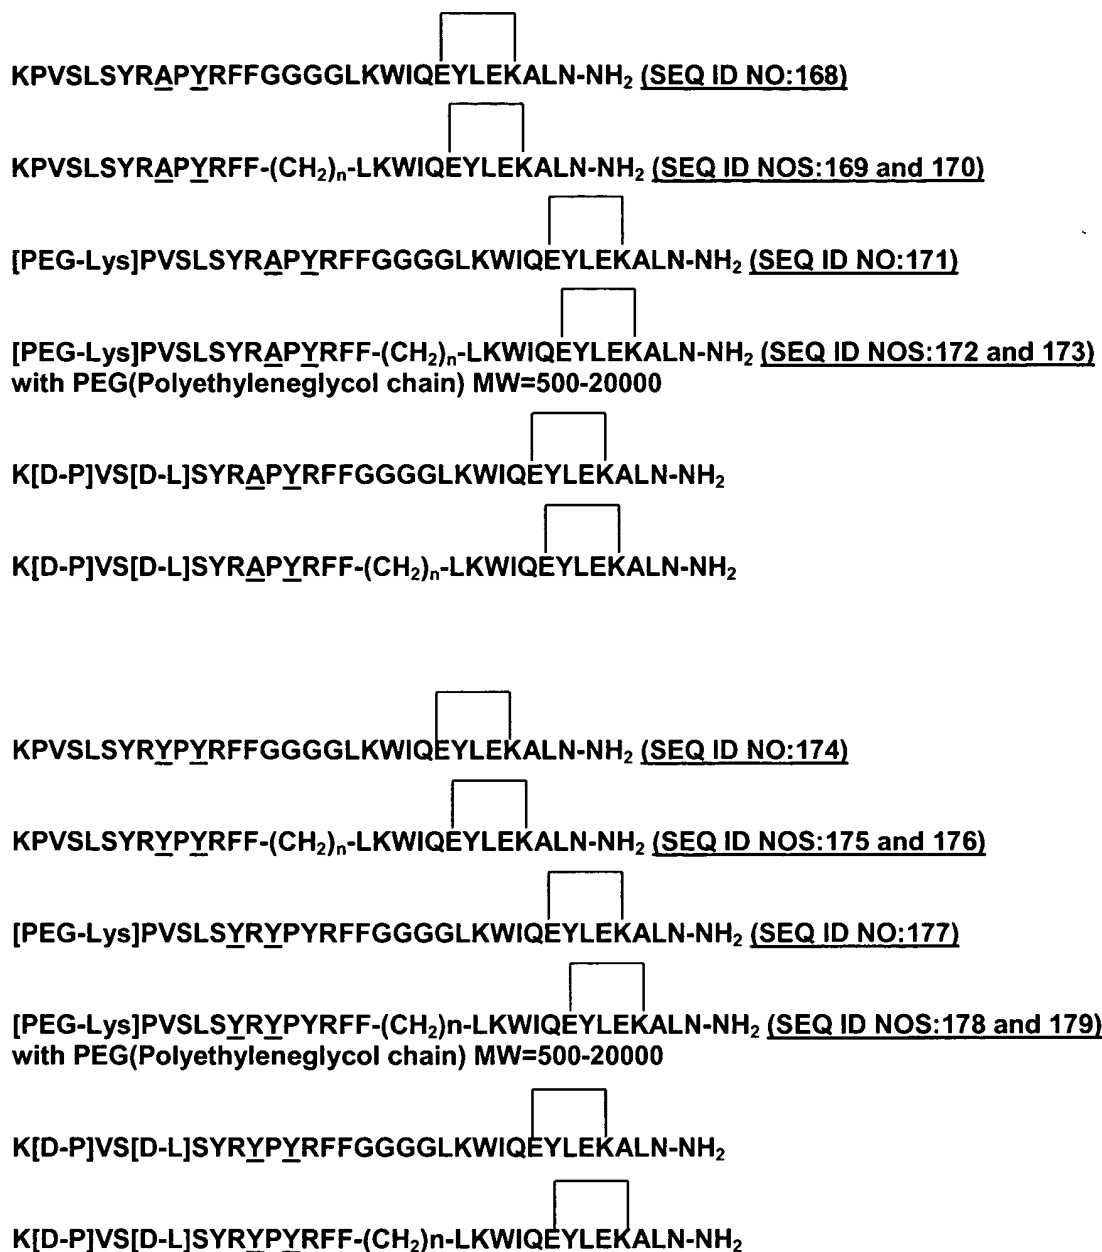 KPVSLSYRAPYRFFGGGGLKWIQEYLEKALN-NH₂ (SEQ ID NO:168)
KPVSLSYRAPYRFF-(CH₂)ₙ-LKWIQEYLEKALN-NH₂ (SEQ ID NOS:169 and 170)
[PEG-Lys]PVSLSYRAPYRFFGGGGLKWIQEYLEKALN-NH₂ (SEQ ID NO:171)
[PEG-Lys]PVSLSYRAPYRFF-(CH₂)ₙ-LKWIQEYLEKALN-NH₂ (SEQ ID NOS:172 and 173)
with PEG(Polyethyleneglycol chain) MW=500-20000
K[D-P]VS[D-L]SYRAPYRFFGGGGLKWIQEYLEKALN-NH₂
K[D-P]VS[D-L]SYRAPYRFF-(CH₂)ₙ-LKWIQEYLEKALN-NH₂
KPVSLSYRYPYRFFGGGGLKWIQEYLEKALN-NH₂ (SEQ ID NO:174)
KPVSLSYRYPYRFF-(CH₂)ₙ-LKWIQEYLEKALN-NH₂ (SEQ ID NOS:175 and 176)
[PEG-Lys]PVSLSYRYPYRFFGGGGLKWIQEYLEKALN-NH₂ (SEQ ID NO:177)
[PEG-Lys]PVSLSYRYPYRFF-(CH₂)n-LKWIQEYLEKALN-NH₂ (SEQ ID NOS:178 and 179)
with PEG(Polyethyleneglycol chain) MW=500-20000
K[D-P]VS[D-L]SYRYPYRFFGGGGLKWIQEYLEKALN-NH₂
K[D-P]VS[D-L]SYRYPYRFF-(CH₂)n-LKWIQEYLEKALN-NH₂